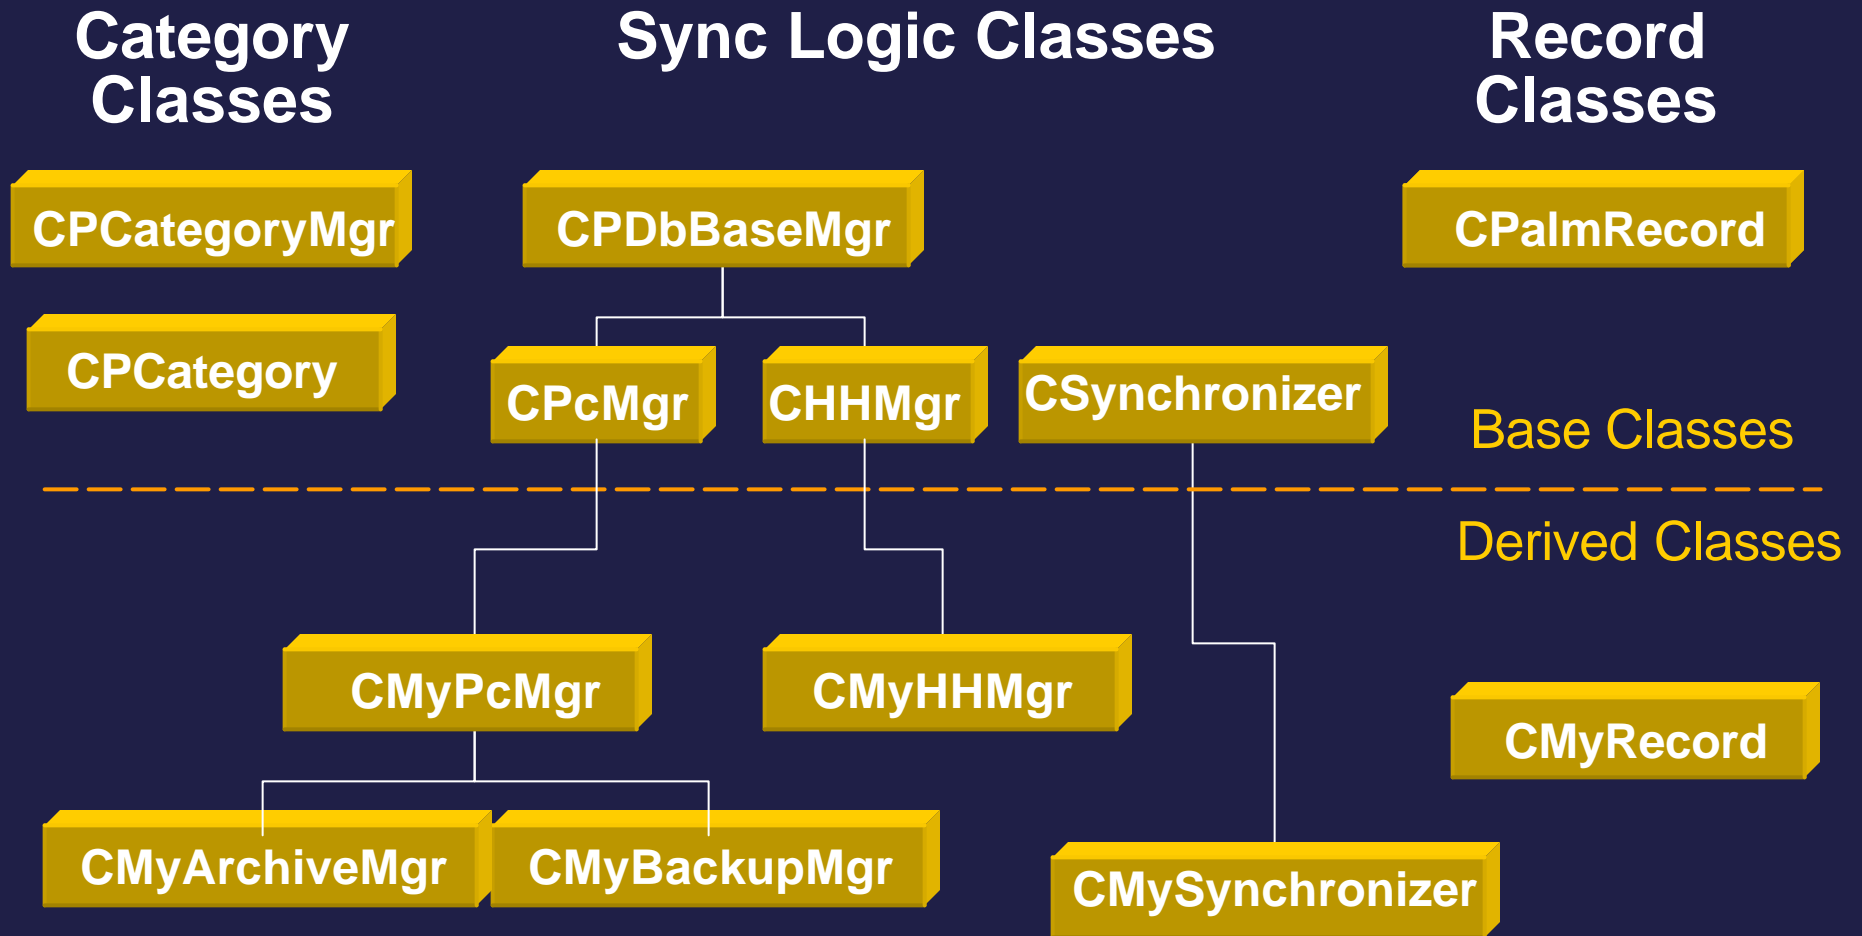 Category
Classes
Sync Logic Classes
Record
Classes
CPCategoryMgr
CPDbBaseMgr
CPalmRecord
CPCategory
CPcMgr
CHHMgr
CSynchronizer
Base Classes
Derived Classes
CMyPcMgr
CMyHHMgr
CMyRecord
CMyArchiveMgr
CMyBackupMgr
CMySynchronizer